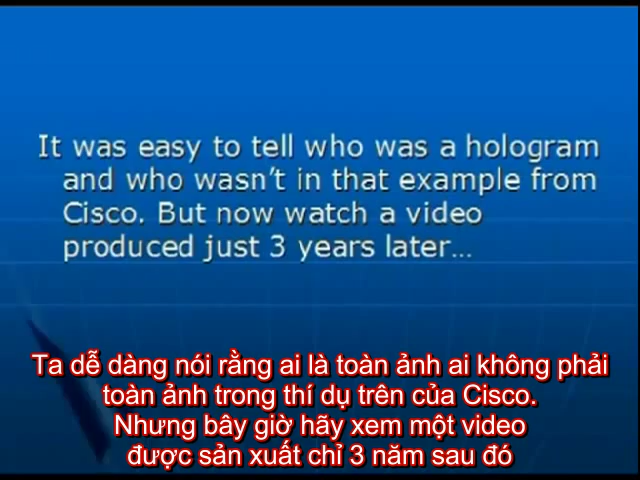 It was easy to tell who was a hologram
and who wasn't in that example from
Cisco. But now watch a video
produced just 3 years later...
Ta dễ dàng nói rằng ai là toàn ảnh ai không phải
toàn ảnh trong thí dụ trên của Cisco.
Nhưng bây giờ hãy xem một video
được sản xuất chỉ 3 năm sau đó